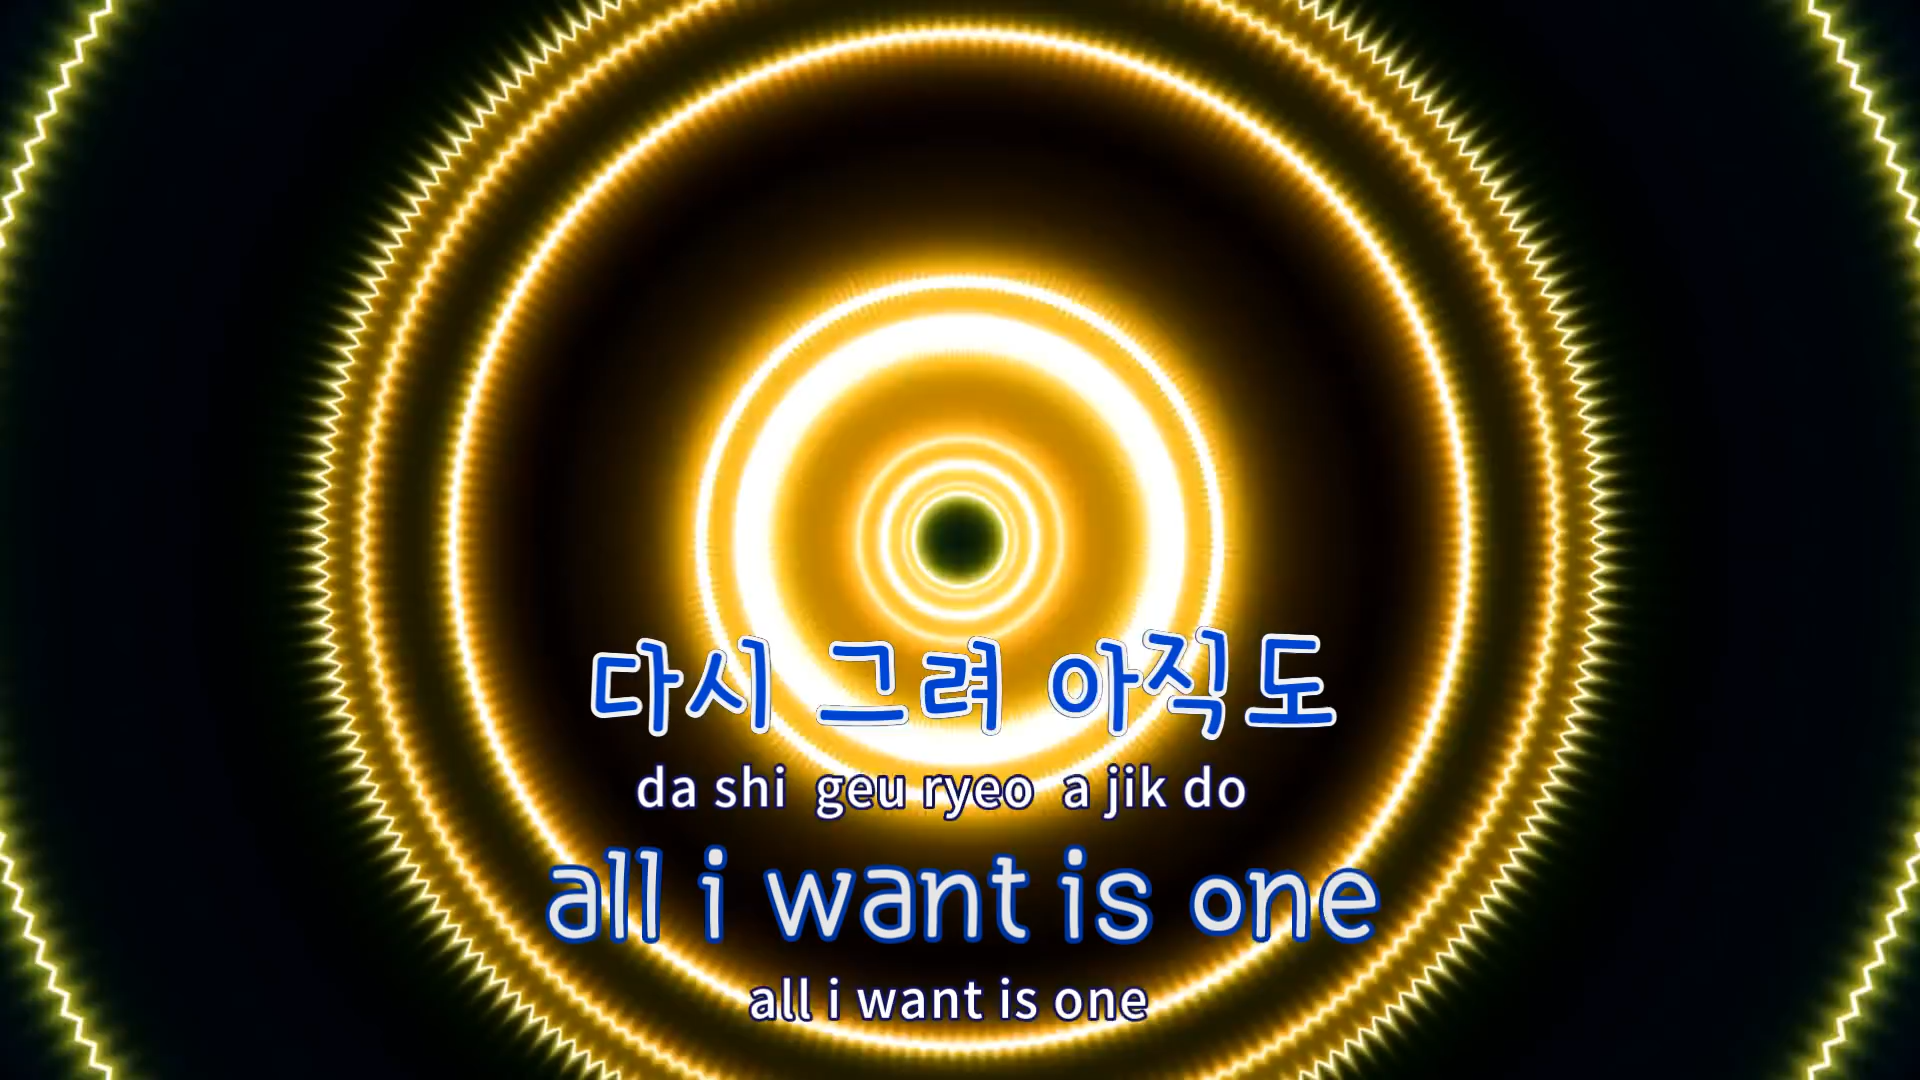 다시 그려 아직도
da shi geu ryeo a jik do
all i want is one
all i want is one